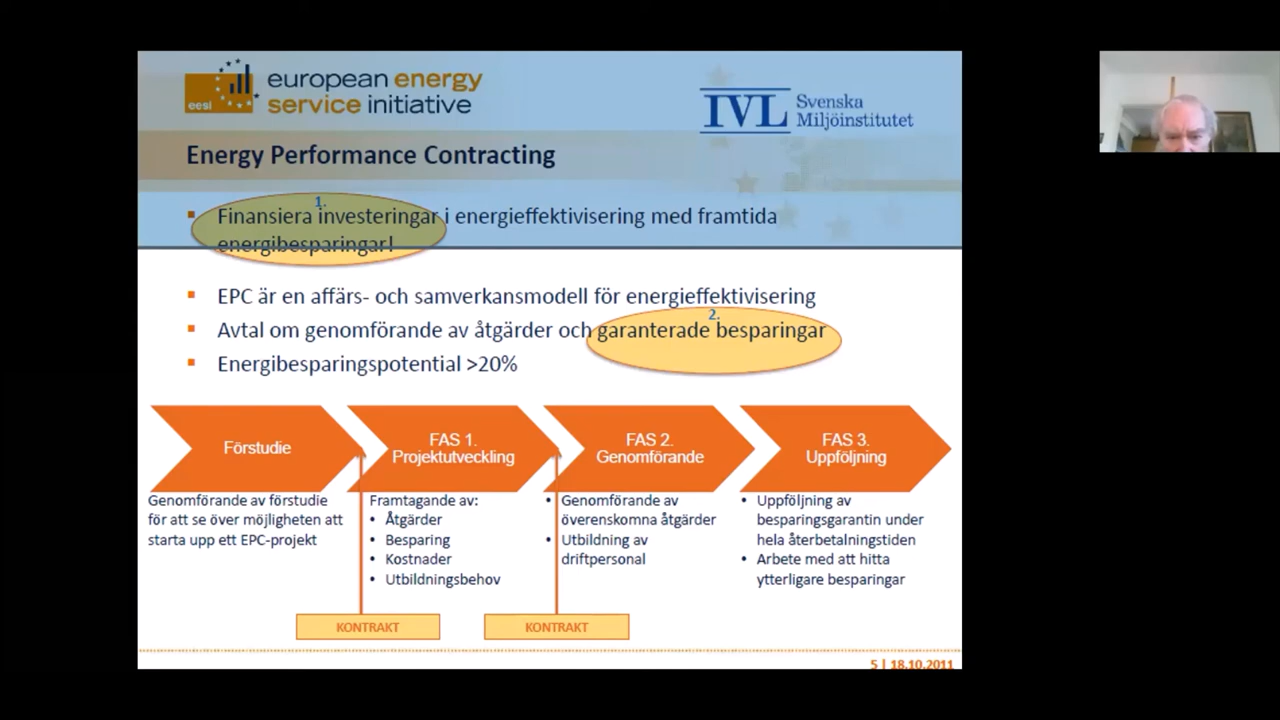 european energy
service initiative
eesi
IVL Svenska
Miljöinstitutet
Energy Performance Contracting
1.
Finansiera investeringar i energieffektivisering med framtida
energibesparingar!
EPC är en affärs- och samverkansmodell för energieffektivisering
2.
Avtal om genomförande av åtgärder och garanterade besparingar
Energibesparingspotential >20%
Förstudie
FAS 1.
Projektutveckling
FAS 2.
Genomförande
FAS 3.
Uppföljning
Genomförande av förstudie
för att se över möjligheten att
starta upp ett EPC-projekt
Framtagande av:
• Åtgärder
• Besparing
• Kostnader
• Utbildningsbehov
• Genomförande av
överenskomna åtgärder
• Utbildning av
driftpersonal
• Uppföljning av
besparingsgarantin under
hela återbetalningstiden
• Arbete med att hitta
ytterligare besparingar
KONTRAKT
KONTRAKT
5 | 18.10.2011